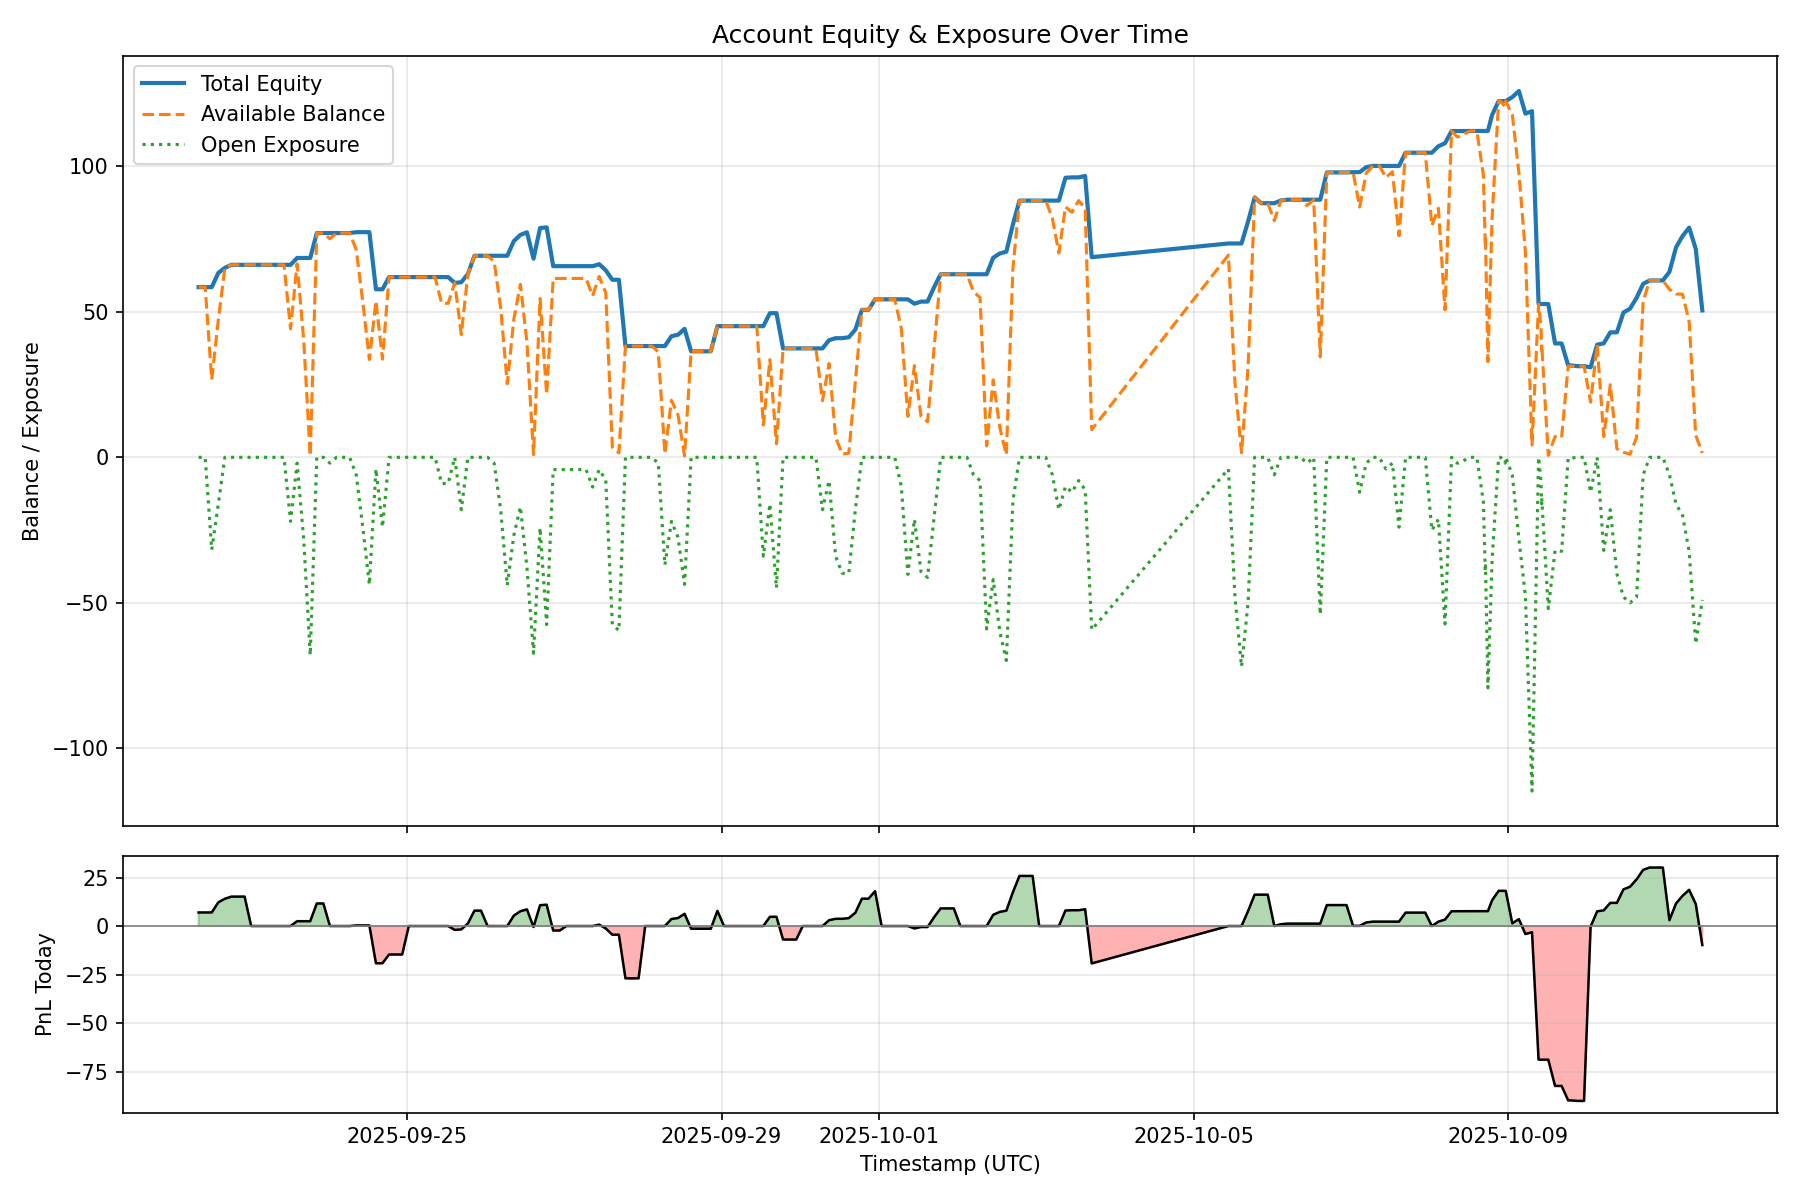 Account Equity & Exposure Over Time
Total Equity
Available Balance
Open Exposure
Balance / Exposure
100
50
0
−50
−100
PnL Today
25
0
−25
−50
−75
2025-09-25 2025-09-29 2025-10-01 2025-10-05 2025-10-09
Timestamp (UTC)